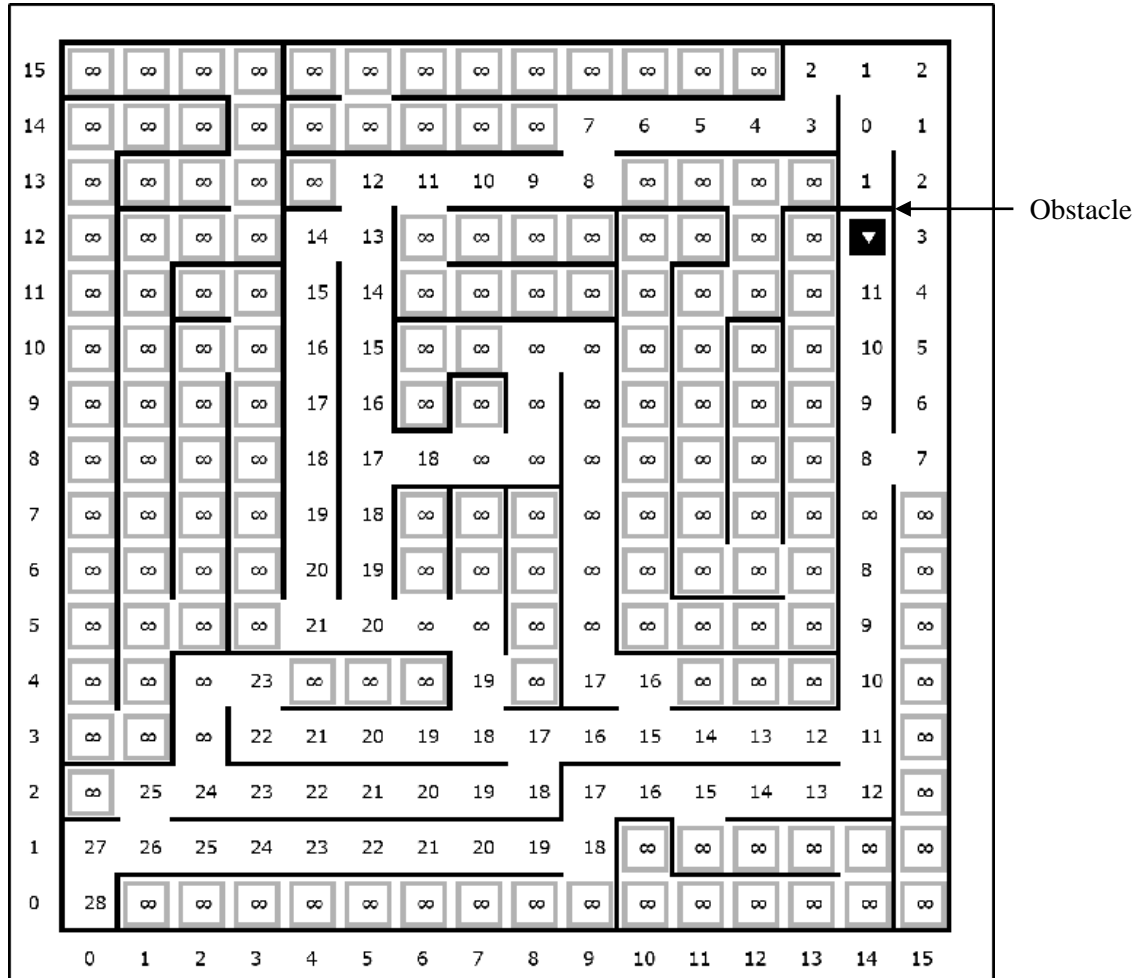 15 ∞ ∞ ∞ ∞ ∞ ∞ ∞ ∞ ∞ ∞ ∞ ∞ ∞ 2 1 2
14 ∞ ∞ ∞ ∞ ∞ ∞ ∞ ∞ ∞ 7 6 5 4 3 0 1
13 ∞ ∞ ∞ ∞ ∞ 12 11 10 9 8 ∞ ∞ ∞ ∞ 1 2
Obstacle
12 ∞ ∞ ∞ ∞ 14 13 ∞ ∞ ∞ ∞ ∞ ∞ ∞ ∞ 3
11 ∞ ∞ ∞ ∞ 15 14 ∞ ∞ ∞ ∞ ∞ ∞ ∞ ∞ 11 4
10 ∞ ∞ ∞ ∞ 16 15 ∞ ∞ ∞ ∞ ∞ ∞ ∞ ∞ 10 5
9 ∞ ∞ ∞ ∞ 17 16 ∞ ∞ ∞ ∞ ∞ ∞ ∞ ∞ 9 6
8 ∞ ∞ ∞ ∞ 18 17 18 ∞ ∞ ∞ ∞ ∞ ∞ ∞ 8 7
7 ∞ ∞ ∞ ∞ 19 18 ∞ ∞ ∞ ∞ ∞ ∞ ∞ ∞ ∞ ∞
6 ∞ ∞ ∞ ∞ 20 19 ∞ ∞ ∞ ∞ ∞ ∞ ∞ ∞ 8 ∞
5 ∞ ∞ ∞ ∞ 21 20 ∞ ∞ ∞ ∞ ∞ ∞ ∞ ∞ 9 ∞
4 ∞ ∞ ∞ 23 ∞ ∞ ∞ 19 ∞ 17 16 ∞ ∞ ∞ 10 ∞
3 ∞ ∞ ∞ 22 21 20 19 18 17 16 15 14 13 12 11 ∞
2 ∞ 25 24 23 22 21 20 19 18 17 16 15 14 13 12 ∞
1 27 26 25 24 23 22 21 20 19 18 ∞ ∞ ∞ ∞ ∞ ∞
0 28 ∞ ∞ ∞ ∞ ∞ ∞ ∞ ∞ ∞ ∞ ∞ ∞ ∞ ∞ ∞
0 1 2 3 4 5 6 7 8 9 10 11 12 13 14 15